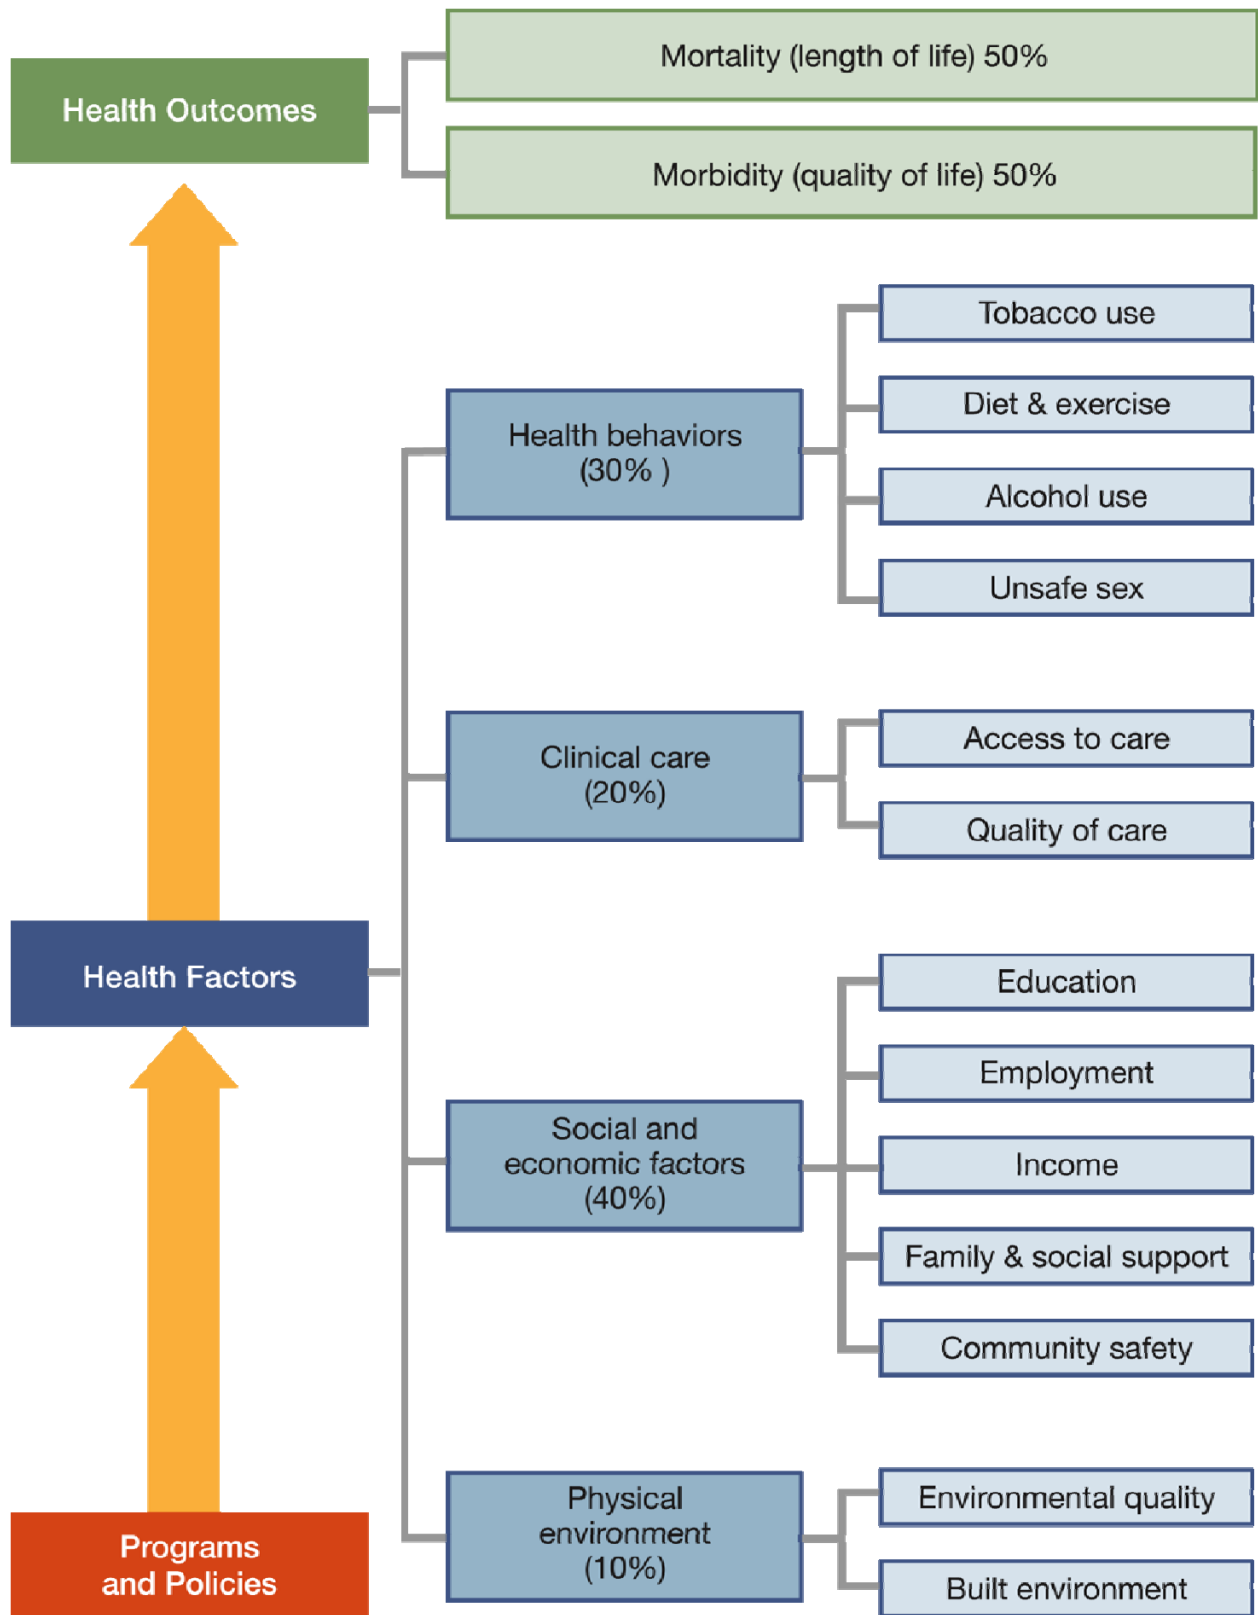 Mortality (length of life) 50%
Health Outcomes
Morbidity (quality of life) 50%
Tobacco use
Diet & exercise
Health behaviors
(30% )
Alcohol use
Unsafe sex
Access to care
Clinical care
(20%)
Quality of care
Health Factors
Education
Employment
Social and
economic factors
(40%)
Income
Family & social support
Community safety
Physical
environment
(10%)
Environmental quality
Built environment
Programs
and Policies